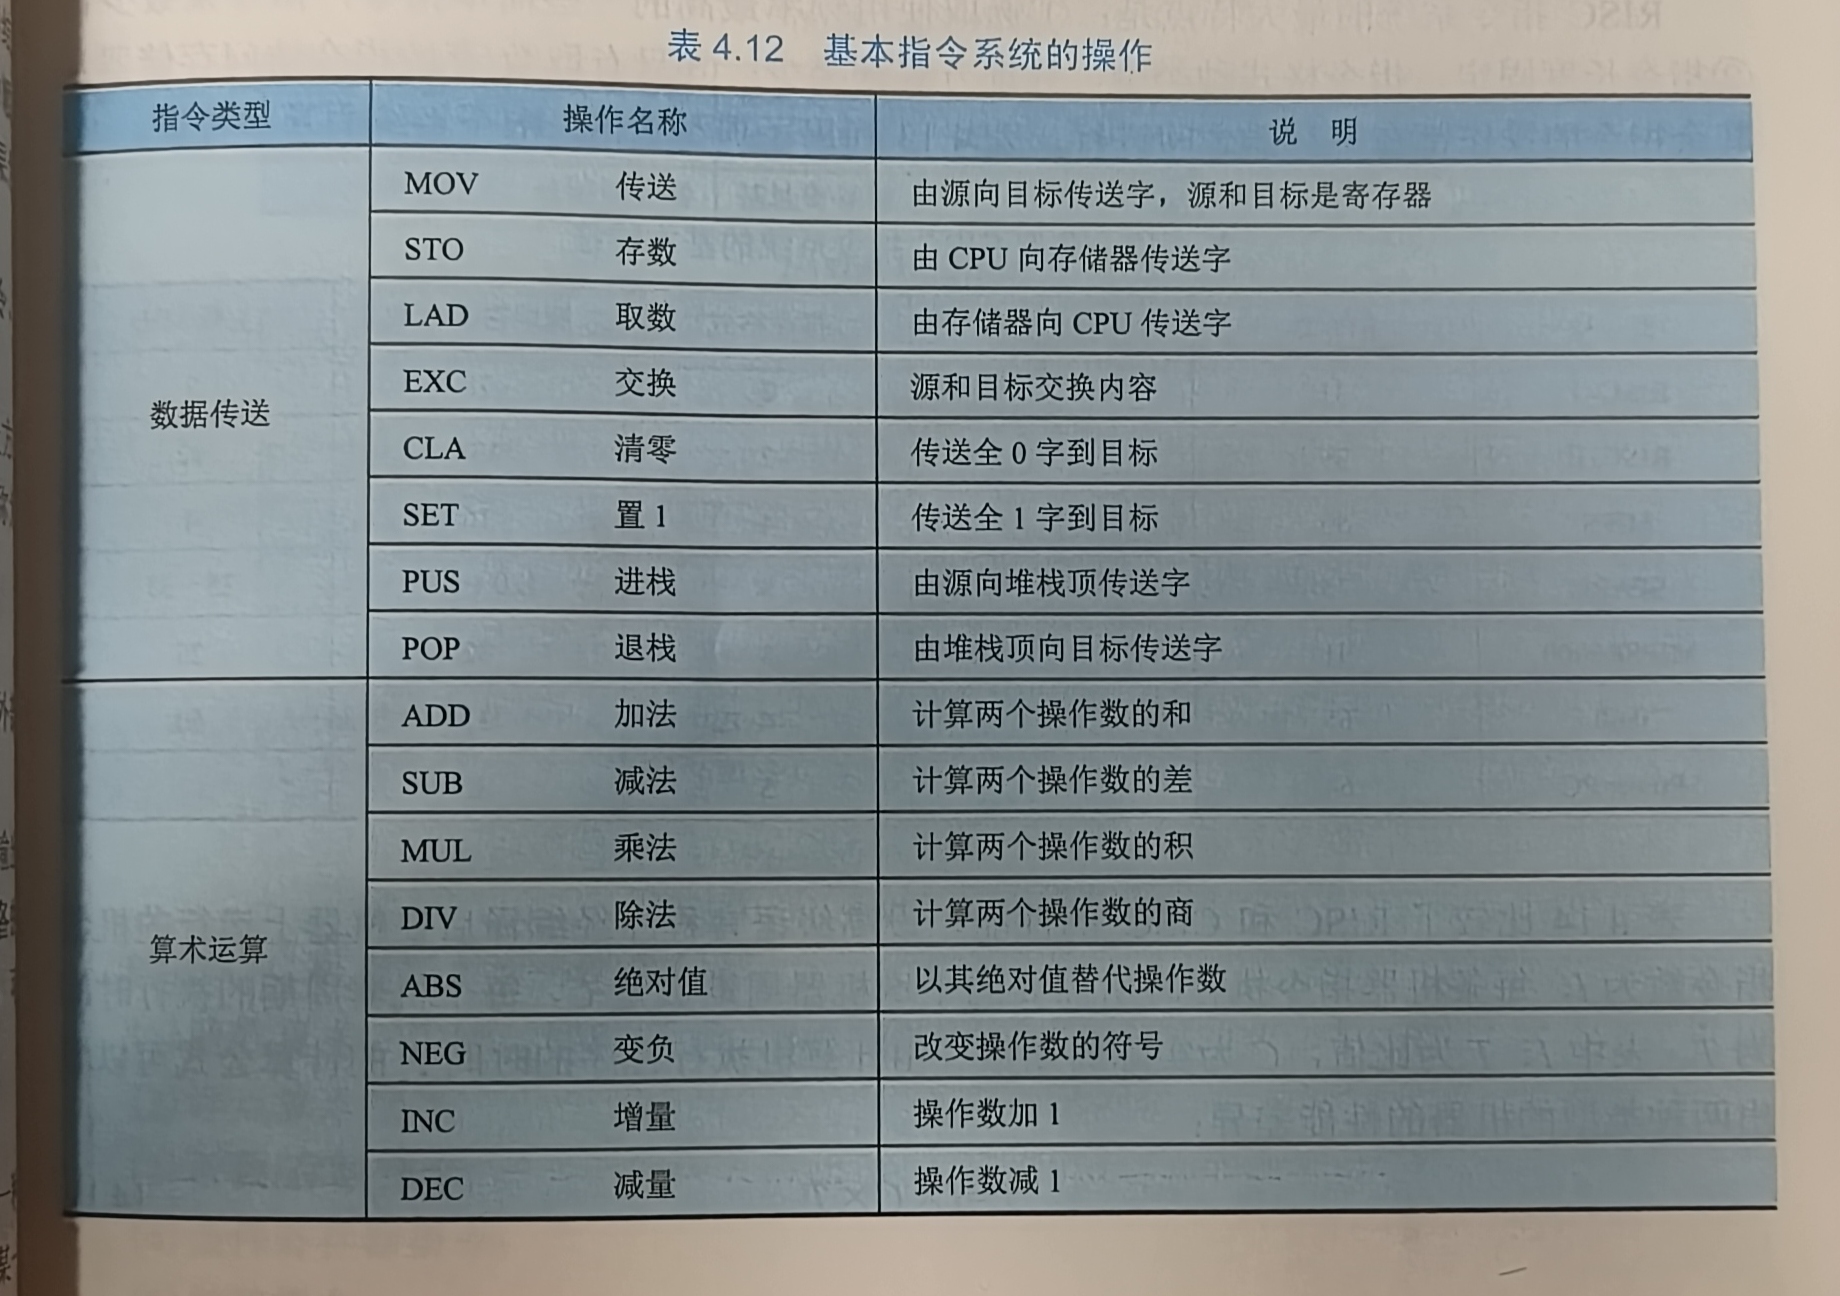 表 4.12 基本指令系统的操作
指令类型 操作名称 说 明
数据传送
MOV 传送 由源向目标传送字，源和目标是寄存器
STO 存数 由 CPU 向存储器传送字
LAD 取数 由存储器向 CPU 传送字
EXC 交换 源和目标交换内容
CLA 清零 传送全 0 字到目标
SET 置 1 传送全 1 字到目标
PUS 进栈 由源向堆栈顶传送字
POP 退栈 由堆栈顶向目标传送字
算术运算
ADD 加法 计算两个操作数的和
SUB 减法 计算两个操作数的差
MUL 乘法 计算两个操作数的积
DIV 除法 计算两个操作数的商
ABS 绝对值 以其绝对值替代操作数
NEG 变负 改变操作数的符号
INC 增量 操作数加 1
DEC 减量 操作数减 1